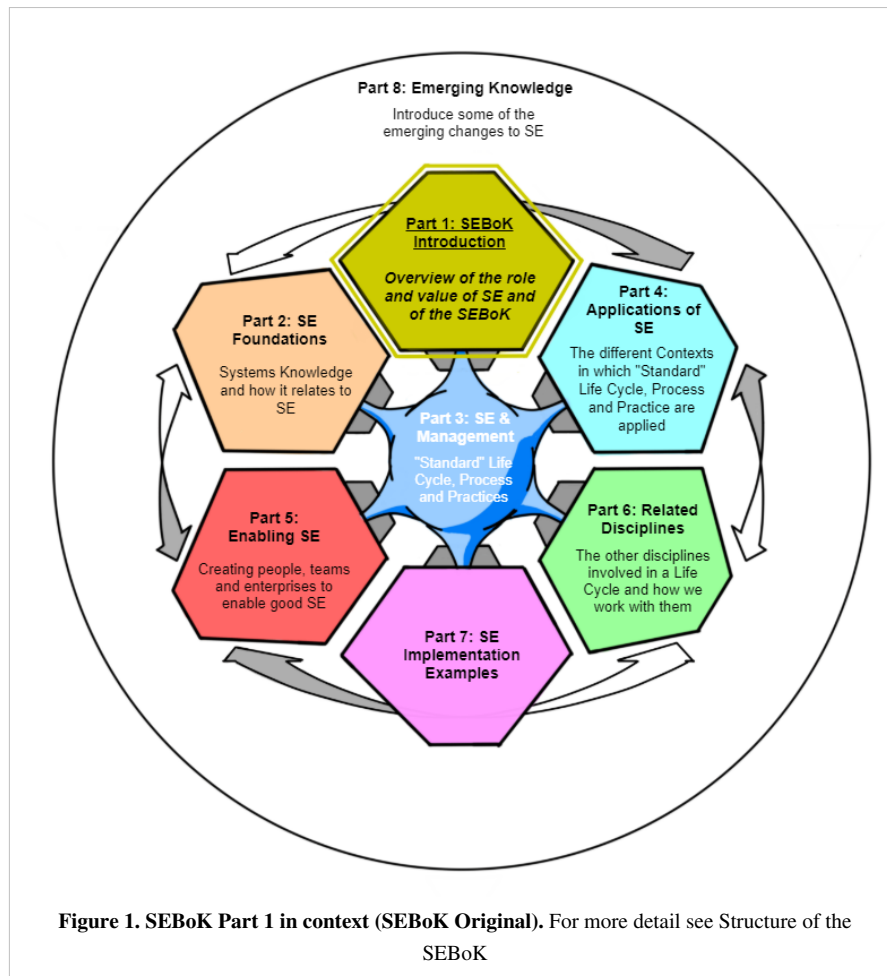 Part 8: Emerging Knowledge
Introduce some of the
emerging changes to SE
Part 1: SEBoK
Introduction
Overview of the role
and value of SE and
of the SEBoK
Part 2: SE
Foundations
Systems Knowledge
and how it relates to
SE
Part 4:
Applications of
SE
The different Contexts
in which "Standard"
Life Cycle, Process
and Practice are
applied
Part 3: SE &
Management
"Standard" Life
Cycle, Process
and Practices
Part 5:
Enabling SE
Creating people, teams
and enterprises to
enable good SE
Part 6: Related
Disciplines
The other disciplines
involved in a Life
Cycle and how we
work with them
Part 7: SE
Implementation
Examples
Figure 1. SEBoK Part 1 in context (SEBoK Original). For more detail see Structure of the
SEBoK